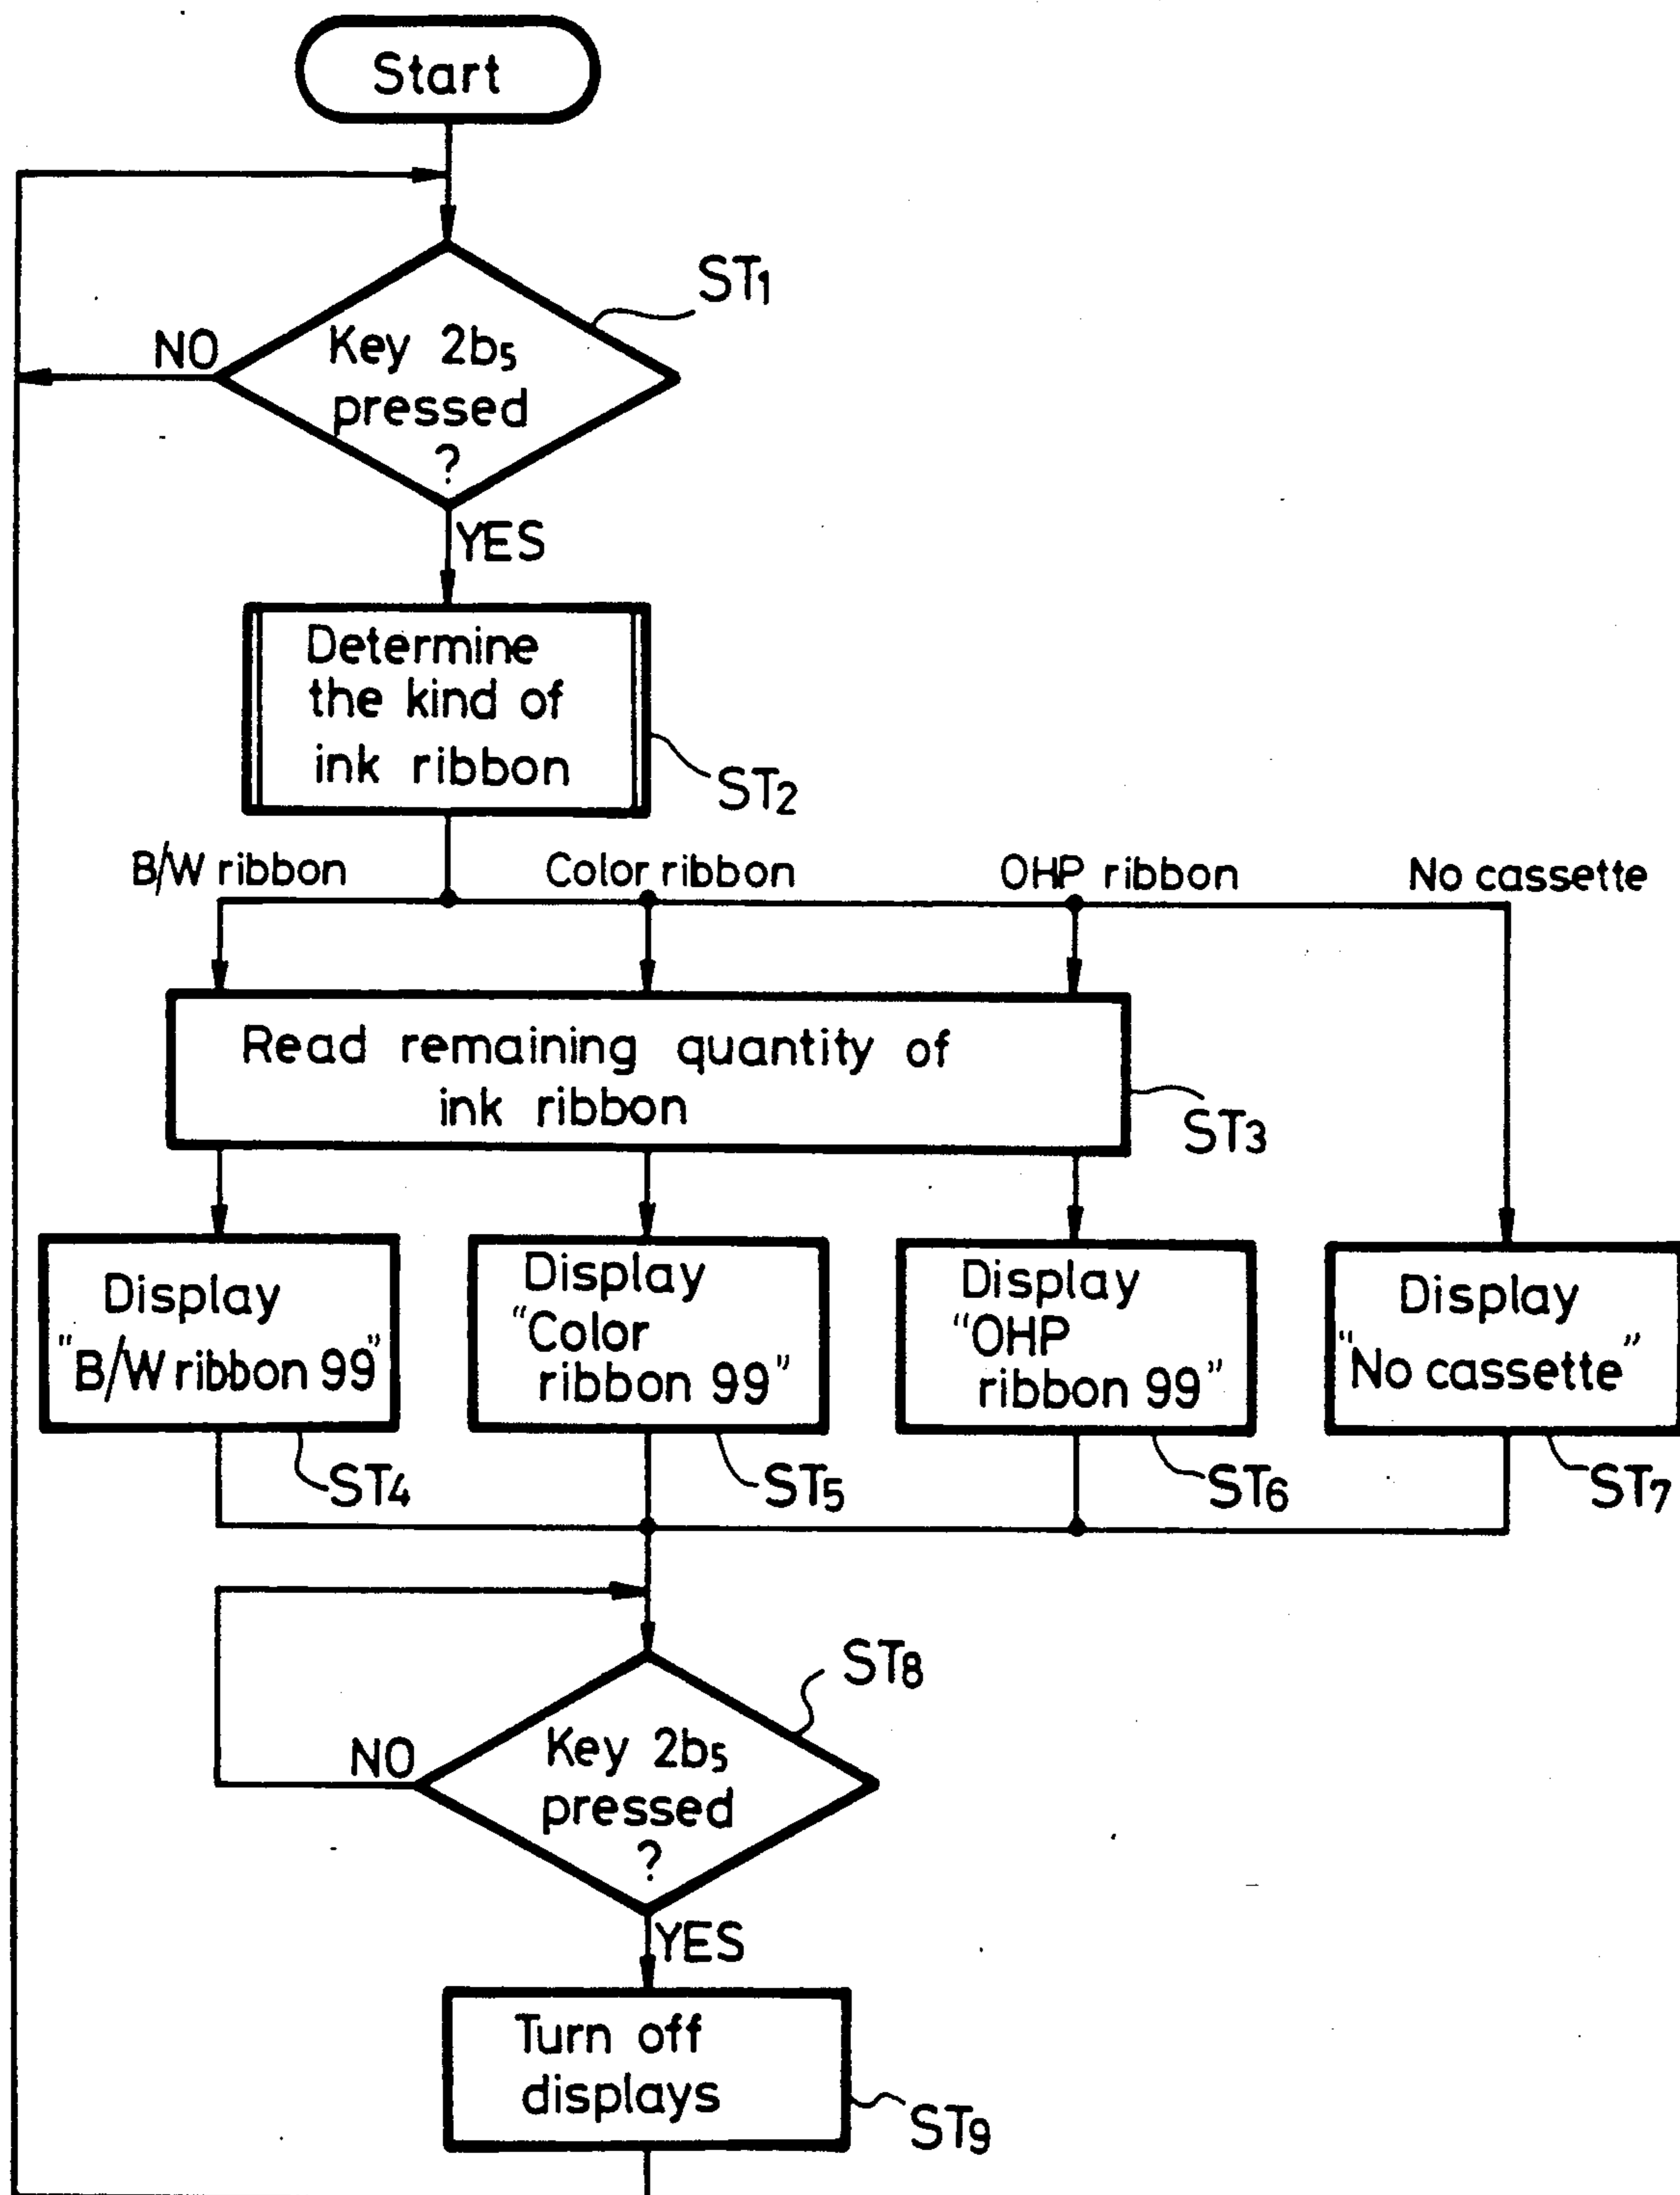 Start
ST1
NO
Key 2b5
pressed
?
YES
Determine
the kind of
ink ribbon
ST2
B/W ribbon
Color ribbon
OHP ribbon
No cassette
Read remaining quantity of
ink ribbon
ST3
Display
"B/W ribbon 99"
Display
"Color
ribbon 99"
Display
"OHP
ribbon 99"
Display
"No cassette"
ST4
ST5
ST6
ST7
ST8
NO
Key 2b5
pressed
?
YES
Turn off
displays
ST9